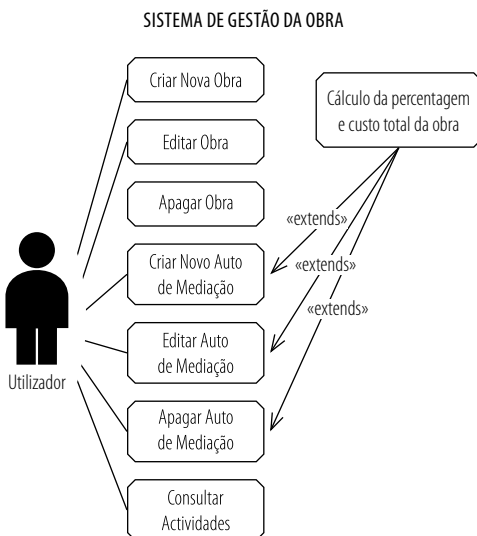 SISTEMA DE GESTÃO DA OBRA
Criar Nova Obra
Editar Obra
Apagar Obra
Criar Novo Auto
de Mediação
Editar Auto
de Mediação
Apagar Auto
de Mediação
Consultar
Actividades
Utilizador
Cálculo da percentagem
e custo total da obra
«extends»
«extends»
«extends»